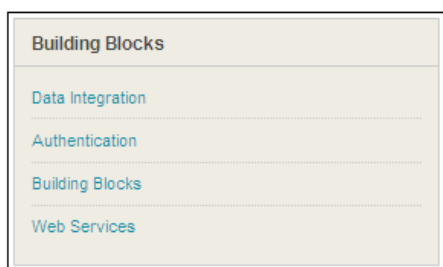 Building Blocks
Data Integration
Authentication
Building Blocks
Web Services